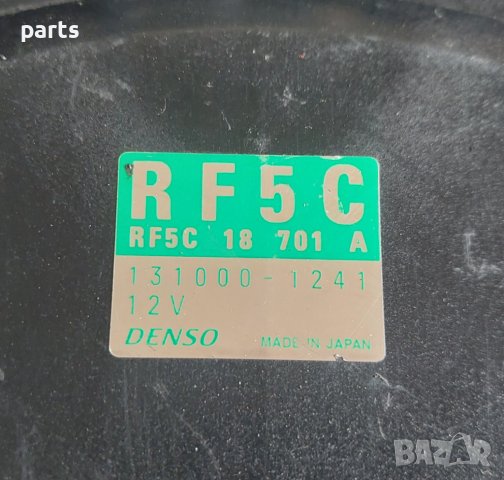 parts
RF5C
RF5C 18 701 A
131000-1241
12V
DENSO MADE IN JAPAN
BAZAR